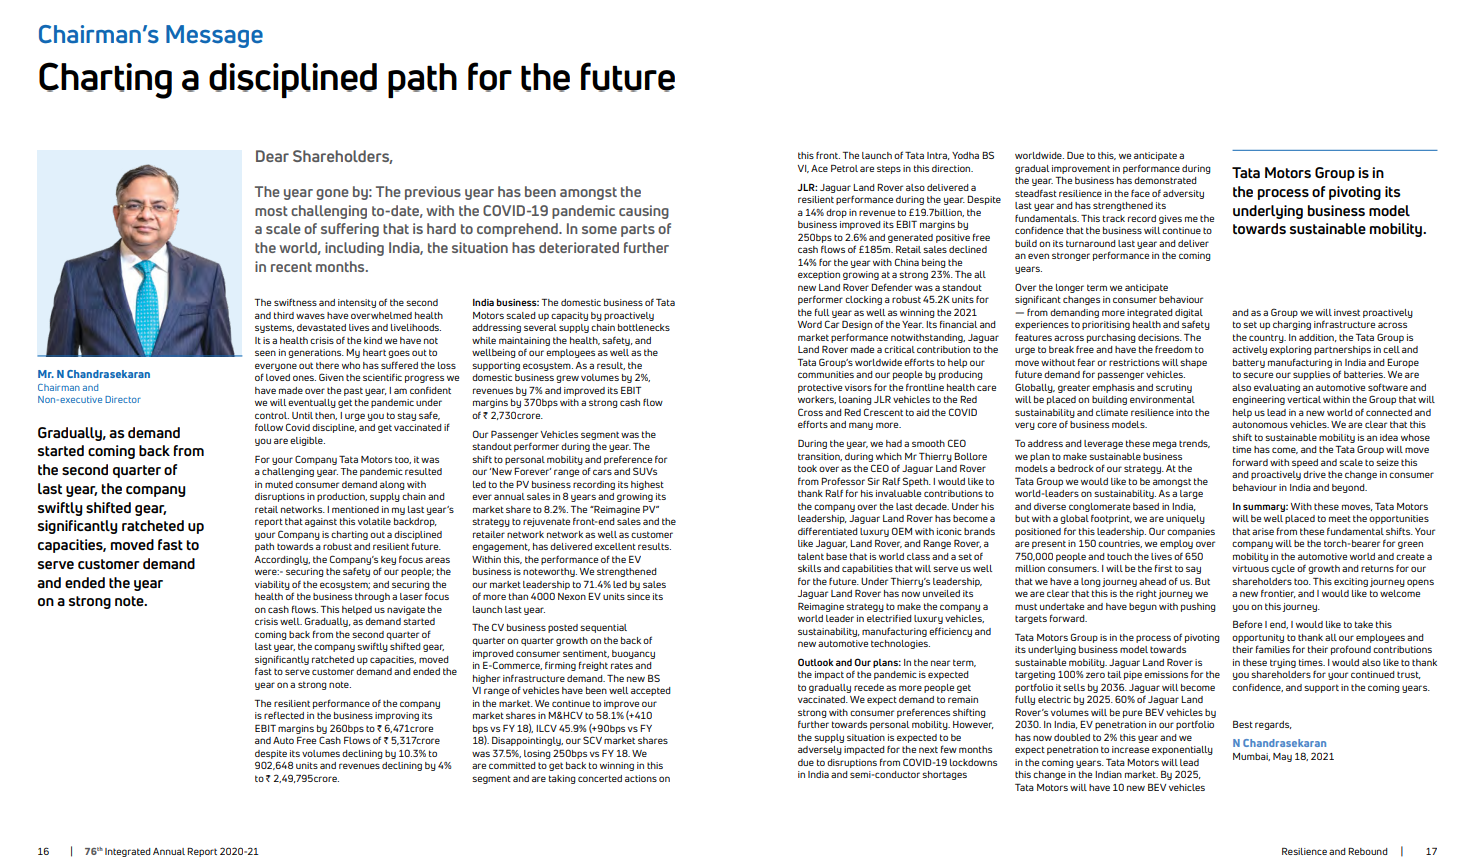 Chairman's Message
Charting a disciplined path for the future
Mr. N Chandrasekaran
Chairman and
Non-executive Director
Gradually, as demand
started coming back from
the second quarter of
last year, the company
swiftly shifted gear,
significantly ratcheted up
capacities, moved fast to
serve customer demand
and ended the year
on a strong note.
Dear Shareholders,
The year gone by: The previous year has been amongst the
most challenging to-date, with the COVID-19 pandemic causing
a scale of suffering that is hard to comprehend. In some parts of
the world, including India, the situation has deteriorated further
in recent months.
The swiftness and intensity of the second
and third waves have overwhelmed health
systems, devastated lives and livelihoods.
It is a health crisis of the kind we have not
seen in generations. My heart goes out to
everyone out there who has suffered the loss
of loved ones. Given the scientific progress we
have made over the past year, I am confident
we will eventually get the pandemic under
control. Until then, I urge you to stay safe,
follow Covid discipline, and get vaccinated if
you are eligible.
For your Company Tata Motors too, it was
a challenging year. The pandemic resulted
in muted consumer demand along with
disruptions in production, supply chain and
retail networks. I mentioned in my last year's
report that against this volatile backdrop,
your Company is charting out a disciplined
path towards a robust and resilient future.
Accordingly, the Company's key focus areas
were:- securing the safety of our people; the
viability of the ecosystem; and securing the
health of the business through a laser focus
on cash flows. This helped us navigate the
crisis well. Gradually, as demand started
coming back from the second quarter of
last year, the company swiftly shifted gear,
significantly ratcheted up capacities, moved
fast to serve customer demand and ended the
year on a strong note.
The resilient performance of the company
is reflected in the business improving its
EBIT margins by 260bps to ₹ 6,471crore
and Auto Free Cash Flows of ₹ 5,317crore
despite its volumes declining by 10.3% to
902,648 units and revenues declining by 4%
to ₹ 2,49,795crore.
India business: The domestic business of Tata
Motors scaled up capacity by proactively
addressing several supply chain bottlenecks
while maintaining the health, safety, and
wellbeing of our employees as well as the
supporting ecosystem. As a result, the
domestic business grew volumes by 2%,
revenues by 7% and improved its EBIT
margins by 370bps with a strong cash flow
of ₹ 2,730crore.
Our Passenger Vehicles segment was the
standout performer during the year. The
shift to personal mobility and preference for
our 'New Forever' range of cars and SUVs
led to the PV business recording its highest
ever annual sales in 8 years and growing its
market share to 8.2%. The "Reimagine PV"
strategy to rejuvenate front-end sales and the
retailer network network as well as customer
engagement, has delivered excellent results.
Within this, the performance of the EV
business is noteworthy. We strengthened
our market leadership to 71.4% led by sales
of more than 4000 Nexon EV units since its
launch last year.
The CV business posted sequential
quarter on quarter growth on the back of
improved consumer sentiment, buoyancy
in E-Commerce, firming freight rates and
higher infrastructure demand. The new BS
VI range of vehicles have been well accepted
in the market. We continue to improve our
market shares in M&HCV to 58.1% (+410
bps vs FY 18), ILCV 45.9% (+90bps vs FY
18). Disappointingly, our SCV market shares
was 37.5%, losing 250bps vs FY 18. We
are committed to get back to winning in this
segment and are taking concerted actions on
this front. The launch of Tata Intra, Yodha BS
VI, Ace Petrol are steps in this direction.
JLR: Jaguar Land Rover also delivered a
resilient performance during the year. Despite
a 14% drop in revenue to £19.7billion, the
business improved its EBIT margins by
250bps to 2.6% and generated positive free
cash flows of £185m. Retail sales declined
14% for the year with China being the
exception growing at a strong 23%. The all
new Land Rover Defender was a standout
performer clocking a robust 45.2K units for
the full year as well as winning the 2021
Word Car Design of the Year. Its financial and
market performance notwithstanding, Jaguar
Land Rover made a critical contribution to the
Tata Group's worldwide efforts to help our
communities and our people by producing
protective visors for the frontline health care
workers, loaning JLR vehicles to the Red
Cross and Red Crescent to aid the COVID
efforts and many more.
During the year, we had a smooth CEO
transition, during which Mr Thierry Bollore
took over as the CEO of Jaguar Land Rover
from Professor Sir Ralf Speth. I would like to
thank Ralf for his invaluable contributions to
the company over the last decade. Under his
leadership, Jaguar Land Rover has become a
differentiated luxury OEM with iconic brands
like Jaguar, Land Rover, and Range Rover, a
talent base that is world class and a set of
skills and capabilities that will serve us well
for the future. Under Thierry's leadership,
Jaguar Land Rover has now unveiled its
Reimagine strategy to make the company a
world leader in electrified luxury vehicles,
sustainability, manufacturing efficiency and
new automotive technologies.
Outlook and Our plans: In the near term,
the impact of the pandemic is expected
to gradually recede as more people get
vaccinated. We expect demand to remain
strong with consumer preferences shifting
further towards personal mobility. However,
the supply situation is expected to be
adversely impacted for the next few months
due to disruptions from COVID-19 lockdowns
in India and semi-conductor shortages
worldwide. Due to this, we anticipate a
gradual improvement in performance during
the year. The business has demonstrated
steadfast resilience in the face of adversity
last year and has strengthened its
fundamentals. This track record gives me the
confidence that the business will continue to
build on its turnaround last year and deliver
an even stronger performance in the coming
years.
Over the longer term we anticipate
significant changes in consumer behaviour
— from demanding more integrated digital
experiences to prioritising health and safety
features across purchasing decisions. The
urge to break free and have the freedom to
move without fear or restrictions will shape
future demand for passenger vehicles.
Globally, greater emphasis and scrutiny
will be placed on building environmental
sustainability and climate resilience into the
very core of business models.
To address and leverage these mega trends,
we plan to make sustainable business
models a bedrock of our strategy. At the
Tata Group we would like to be amongst the
world-leaders on sustainability. As a large
and diverse conglomerate based in India,
but with a global footprint, we are uniquely
positioned for this leadership. Our companies
are present in 150 countries, we employ over
750,000 people and touch the lives of 650
million consumers. I will be the first to say
that we have a long journey ahead of us. But
we are clear that this is the right journey we
must undertake and have begun with pushing
targets forward.
Tata Motors Group is in the process of pivoting
its underlying business model towards
sustainable mobility. Jaguar Land Rover is
targeting 100% zero tail pipe emissions for the
portfolio it sells by 2036. Jaguar will become
fully electric by 2025. 60% of Jaguar Land
Rover's volumes will be pure BEV vehicles by
2030. In India, EV penetration in our portfolio
has now doubled to 2% this year and we
expect penetration to increase exponentially
in the coming years. Tata Motors will lead
this change in the Indian market. By 2025,
Tata Motors will have 10 new BEV vehicles
Tata Motors Group is in
the process of pivoting its
underlying business model
towards sustainable mobility.
and as a Group we will invest proactively
to set up charging infrastructure across
the country. In addition, the Tata Group is
actively exploring partnerships in cell and
battery manufacturing in India and Europe
to secure our supplies of batteries. We are
also evaluating an automotive software and
engineering vertical within the Group that will
help us lead in a new world of connected and
autonomous vehicles. We are clear that this
shift to sustainable mobility is an idea whose
time has come, and the Tata Group will move
forward with speed and scale to seize this
and proactively drive the change in consumer
behaviour in India and beyond.
In summary: With these moves, Tata Motors
will be well placed to meet the opportunities
that arise from these fundamental shifts. Your
company will be the torch-bearer for green
mobility in the automotive world and create a
virtuous cycle of growth and returns for our
shareholders too. This exciting journey opens
a new frontier, and I would like to welcome
you on this journey.
Before I end, I would like to take this
opportunity to thank all our employees and
their families for their profound contributions
in these trying times. I would also like to thank
you shareholders for your continued trust,
confidence, and support in the coming years.
Best regards,
N Chandrasekaran
Mumbai, May 18, 2021
16 | 76th Integrated Annual Report 2020-21
Resilience and Rebound | 17